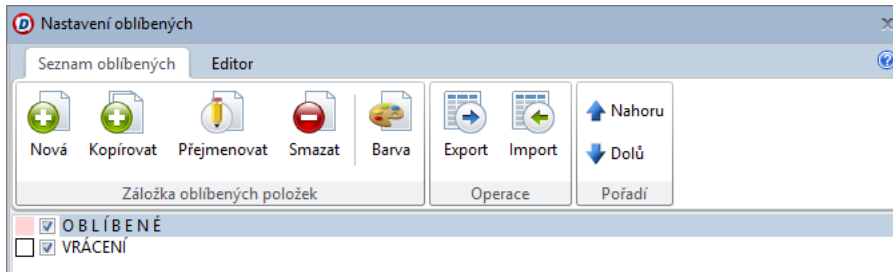 Nastavení oblíbených
Seznam oblíbených Editor
Nová Kopírovat Přejmenovat Smazat Barva Export Import Nahoru
Dolů
Záložka oblíbených položek Operace Pořadí
O B L Í B E N É
VRÁCENÍ